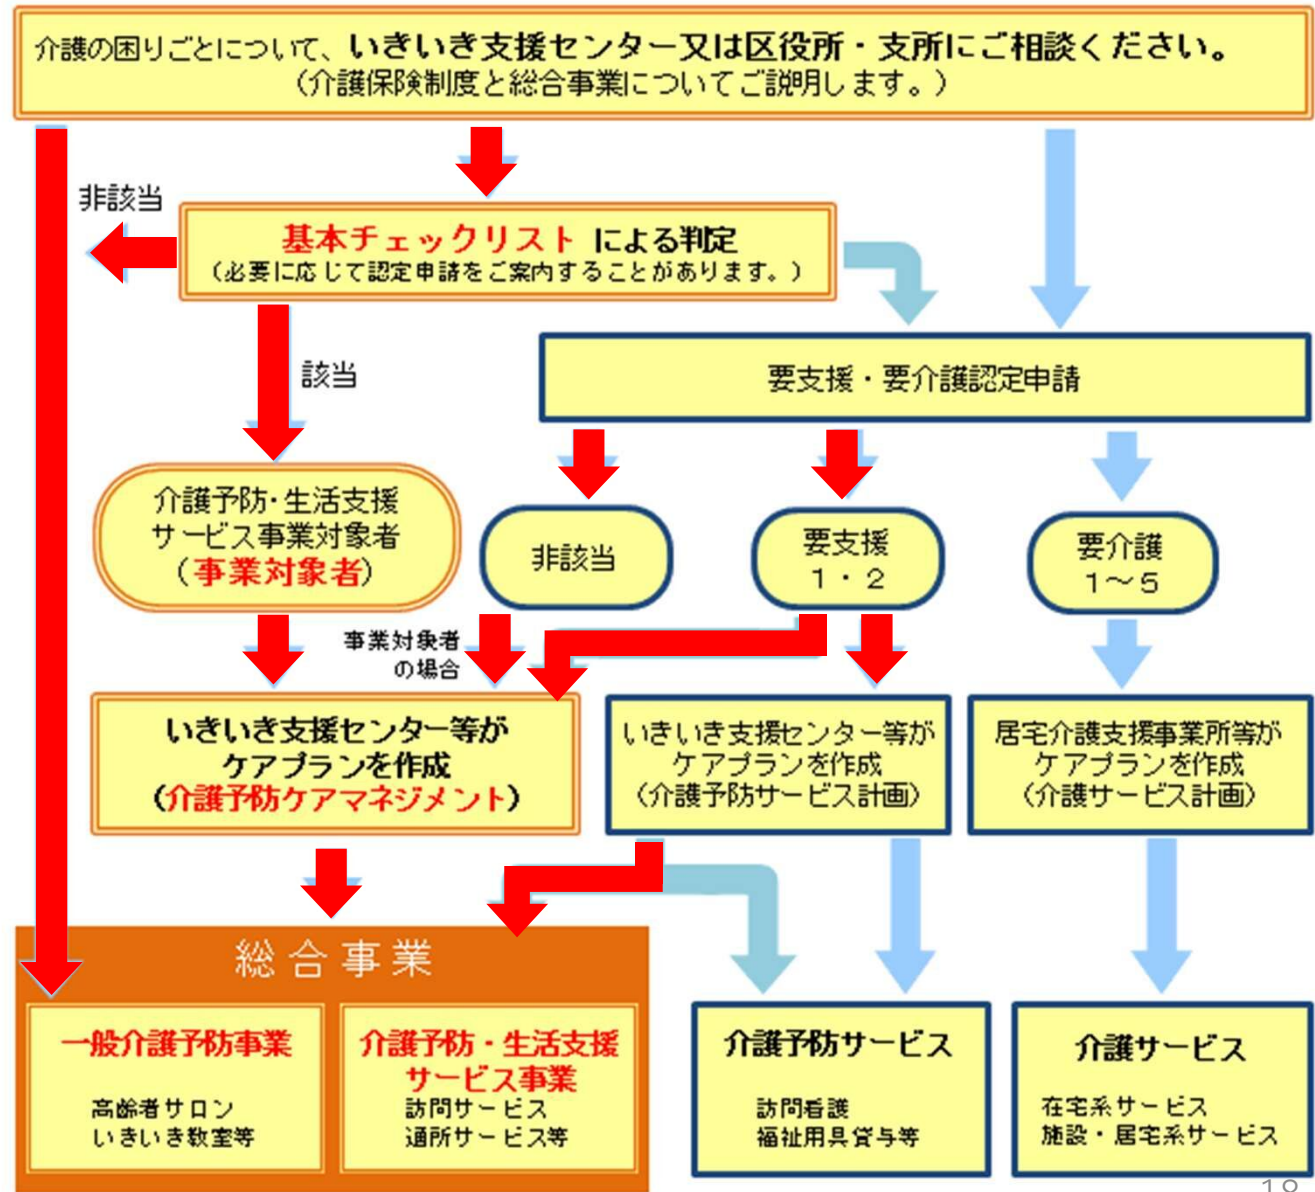 介護の困りごとについて、いきいき支援センター又は区役所・支所にご相談ください。
（介護保険制度と総合事業についてご説明します。）
非該当
基本チェックリスト による判定
（必要に応じて認定申請をご案内することがあります。）
該当
要支援・要介護認定申請
介護予防・生活支援
サービス事業対象者
（事業対象者）
非該当
要支援
１・２
要介護
１～５
事業対象者
の場合
いきいき支援センター等が
ケアプランを作成
（介護予防ケアマネジメント）
いきいき支援センター等が
ケアプランを作成
（介護予防サービス計画）
居宅介護支援事業所等が
ケアプランを作成
（介護サービス計画）
総合事業
一般介護予防事業
高齢者サロン
いきいき教室等
介護予防・生活支援
サービス事業
訪問サービス
通所サービス等
介護予防サービス
訪問看護
福祉用具貸与等
介護サービス
在宅系サービス
施設・居宅系サービス